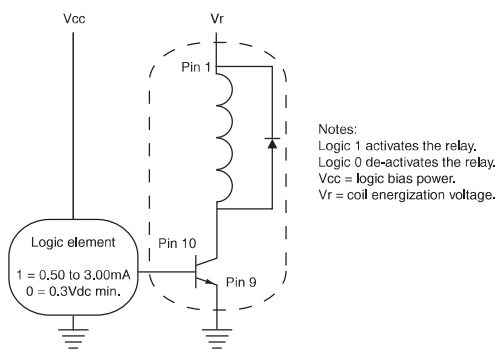 Vcc
Vr
Pin 1
Notes:
Logic 1 activates the relay.
Logic 0 de-activates the relay.
Vcc = logic bias power.
Vr = coil energization voltage.
Logic element
1 = 0.50 to 3.00mA
0 = 0.3Vdc min.
Pin 10
Pin 9